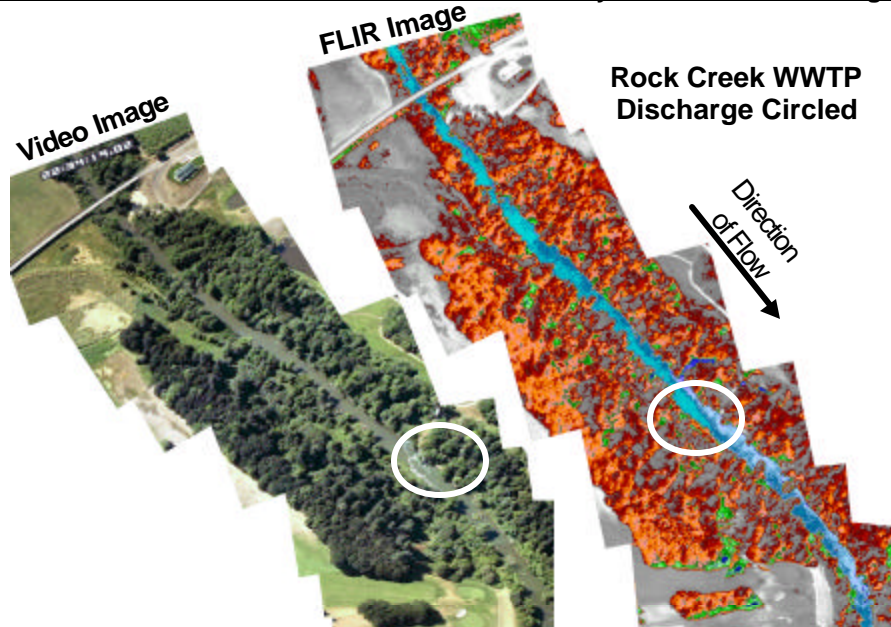 FLIR Image
Video Image
Rock Creek WWTP
Discharge Circled
Direction
of Flow